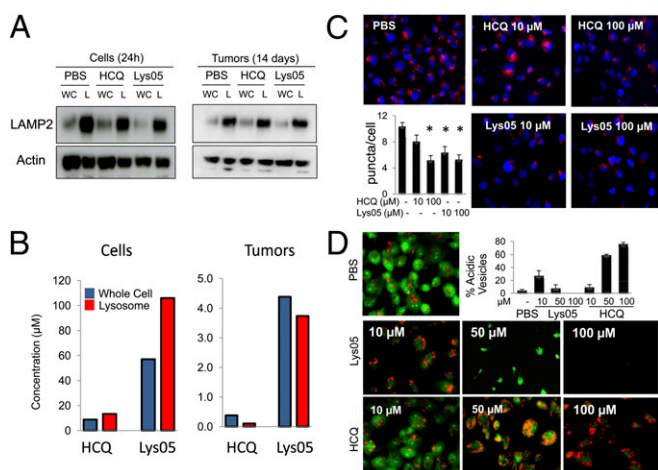 A
Cells (24h)
Tumors (14 days)
PBS HCQ Lys05
PBS HCQ Lys05
WC L WC L WC L
WC L WC L WC L
LAMP2
Actin
B
Cells
Tumors
Whole Cell
Lysosome
Concentration (µM)
120
100
80
60
40
20
0
5.0
4.0
3.0
2.0
1.0
0.0
HCQ Lys05
HCQ Lys05
C
PBS
HCQ 10 µM
HCQ 100 µM
Lys05 10 µM
Lys05 100 µM
puncta/cell
12
8
4
0
* * *
HCQ (µM) - 10 100 - -
Lys05 (µM) - - - 10 100
D
PBS
% Acidic
Vesicles
80
60
40
20
0
µM - 10 50 100 10 50 100
PBS Lys05 HCQ
Lys05
10 µM
50 µM
100 µM
HCQ
10 µM
50 µM
100 µM